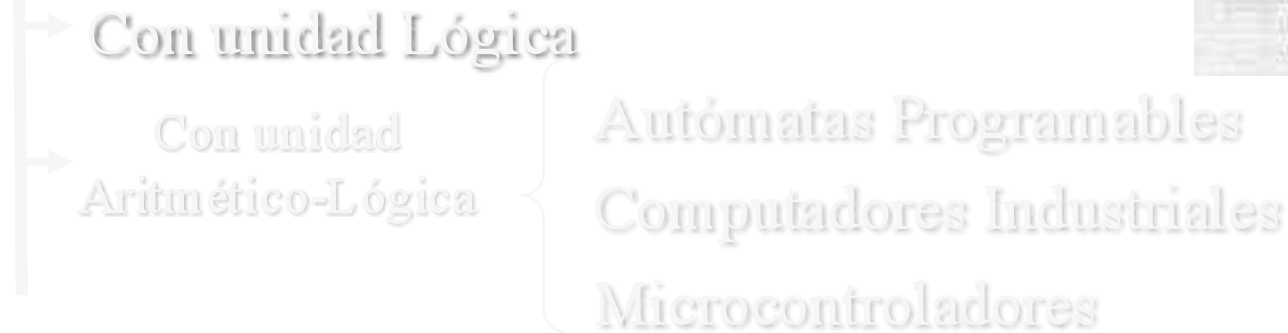 Con unidad Lógica
Con unidad
Aritmético-Lógica
Autómatas Programables
Computadores Industriales
Microcontroladores